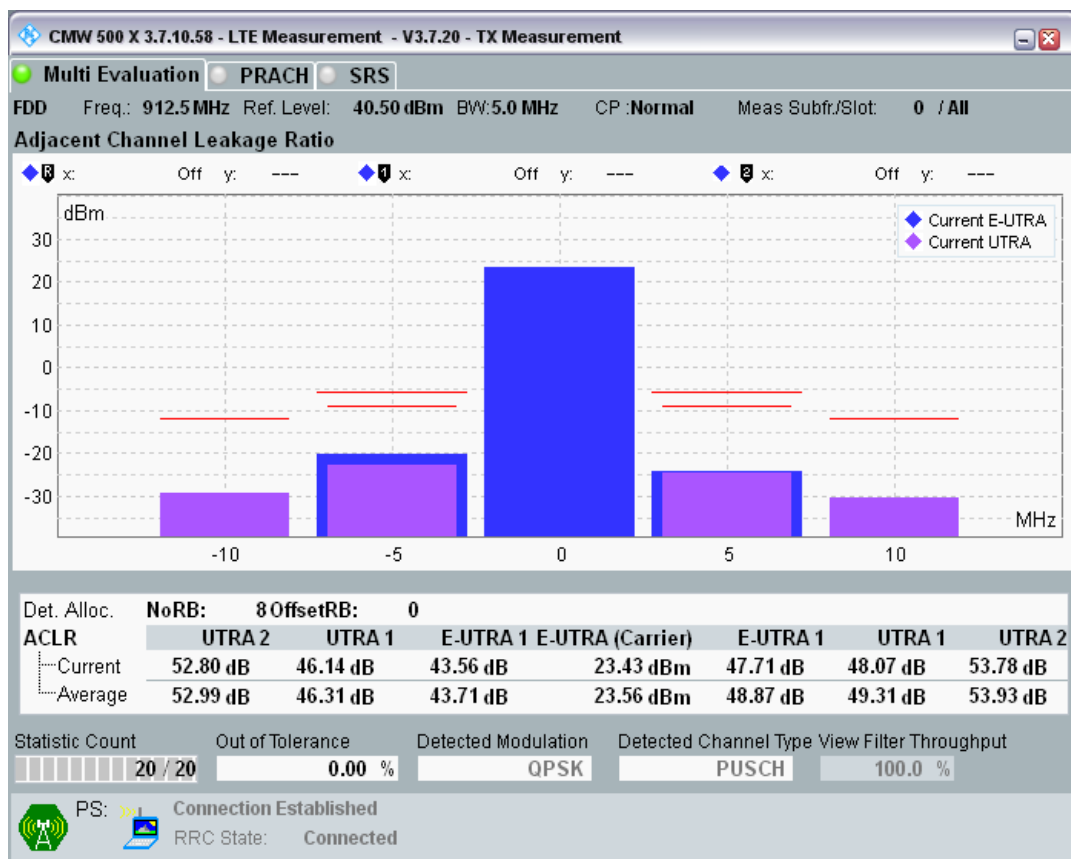 CMW 500 X 3.7.10.58 - LTE Measurement - V3.7.20 - TX Measurement
Multi Evaluation PRACH SRS
FDD Freq.: 912.5 MHz Ref. Level: 40.50 dBm BW:5.0 MHz CP :Normal Meas Subfr./Slot: 0 / All
Adjacent Channel Leakage Ratio
R x: Off y: --- 1 x: Off y: --- 2 x: Off y: ---
dBm
Current E-UTRA
Current UTRA
30
20
10
0
-10
-20
-30
MHz
-10 -5 0 5 10
Det. Alloc. NoRB: 8 OffsetRB: 0
ACLR UTRA 2 UTRA 1 E-UTRA 1 E-UTRA (Carrier) E-UTRA 1 UTRA 1 UTRA 2
Current 52.80 dB 46.14 dB 43.56 dB 23.43 dBm 47.71 dB 48.07 dB 53.78 dB
Average 52.99 dB 46.31 dB 43.71 dB 23.56 dBm 48.87 dB 49.31 dB 53.93 dB
Statistic Count Out of Tolerance Detected Modulation Detected Channel Type View Filter Throughput
20 / 20 0.00 % QPSK PUSCH 100.0 %
PS: Connection Established
RRC State: Connected